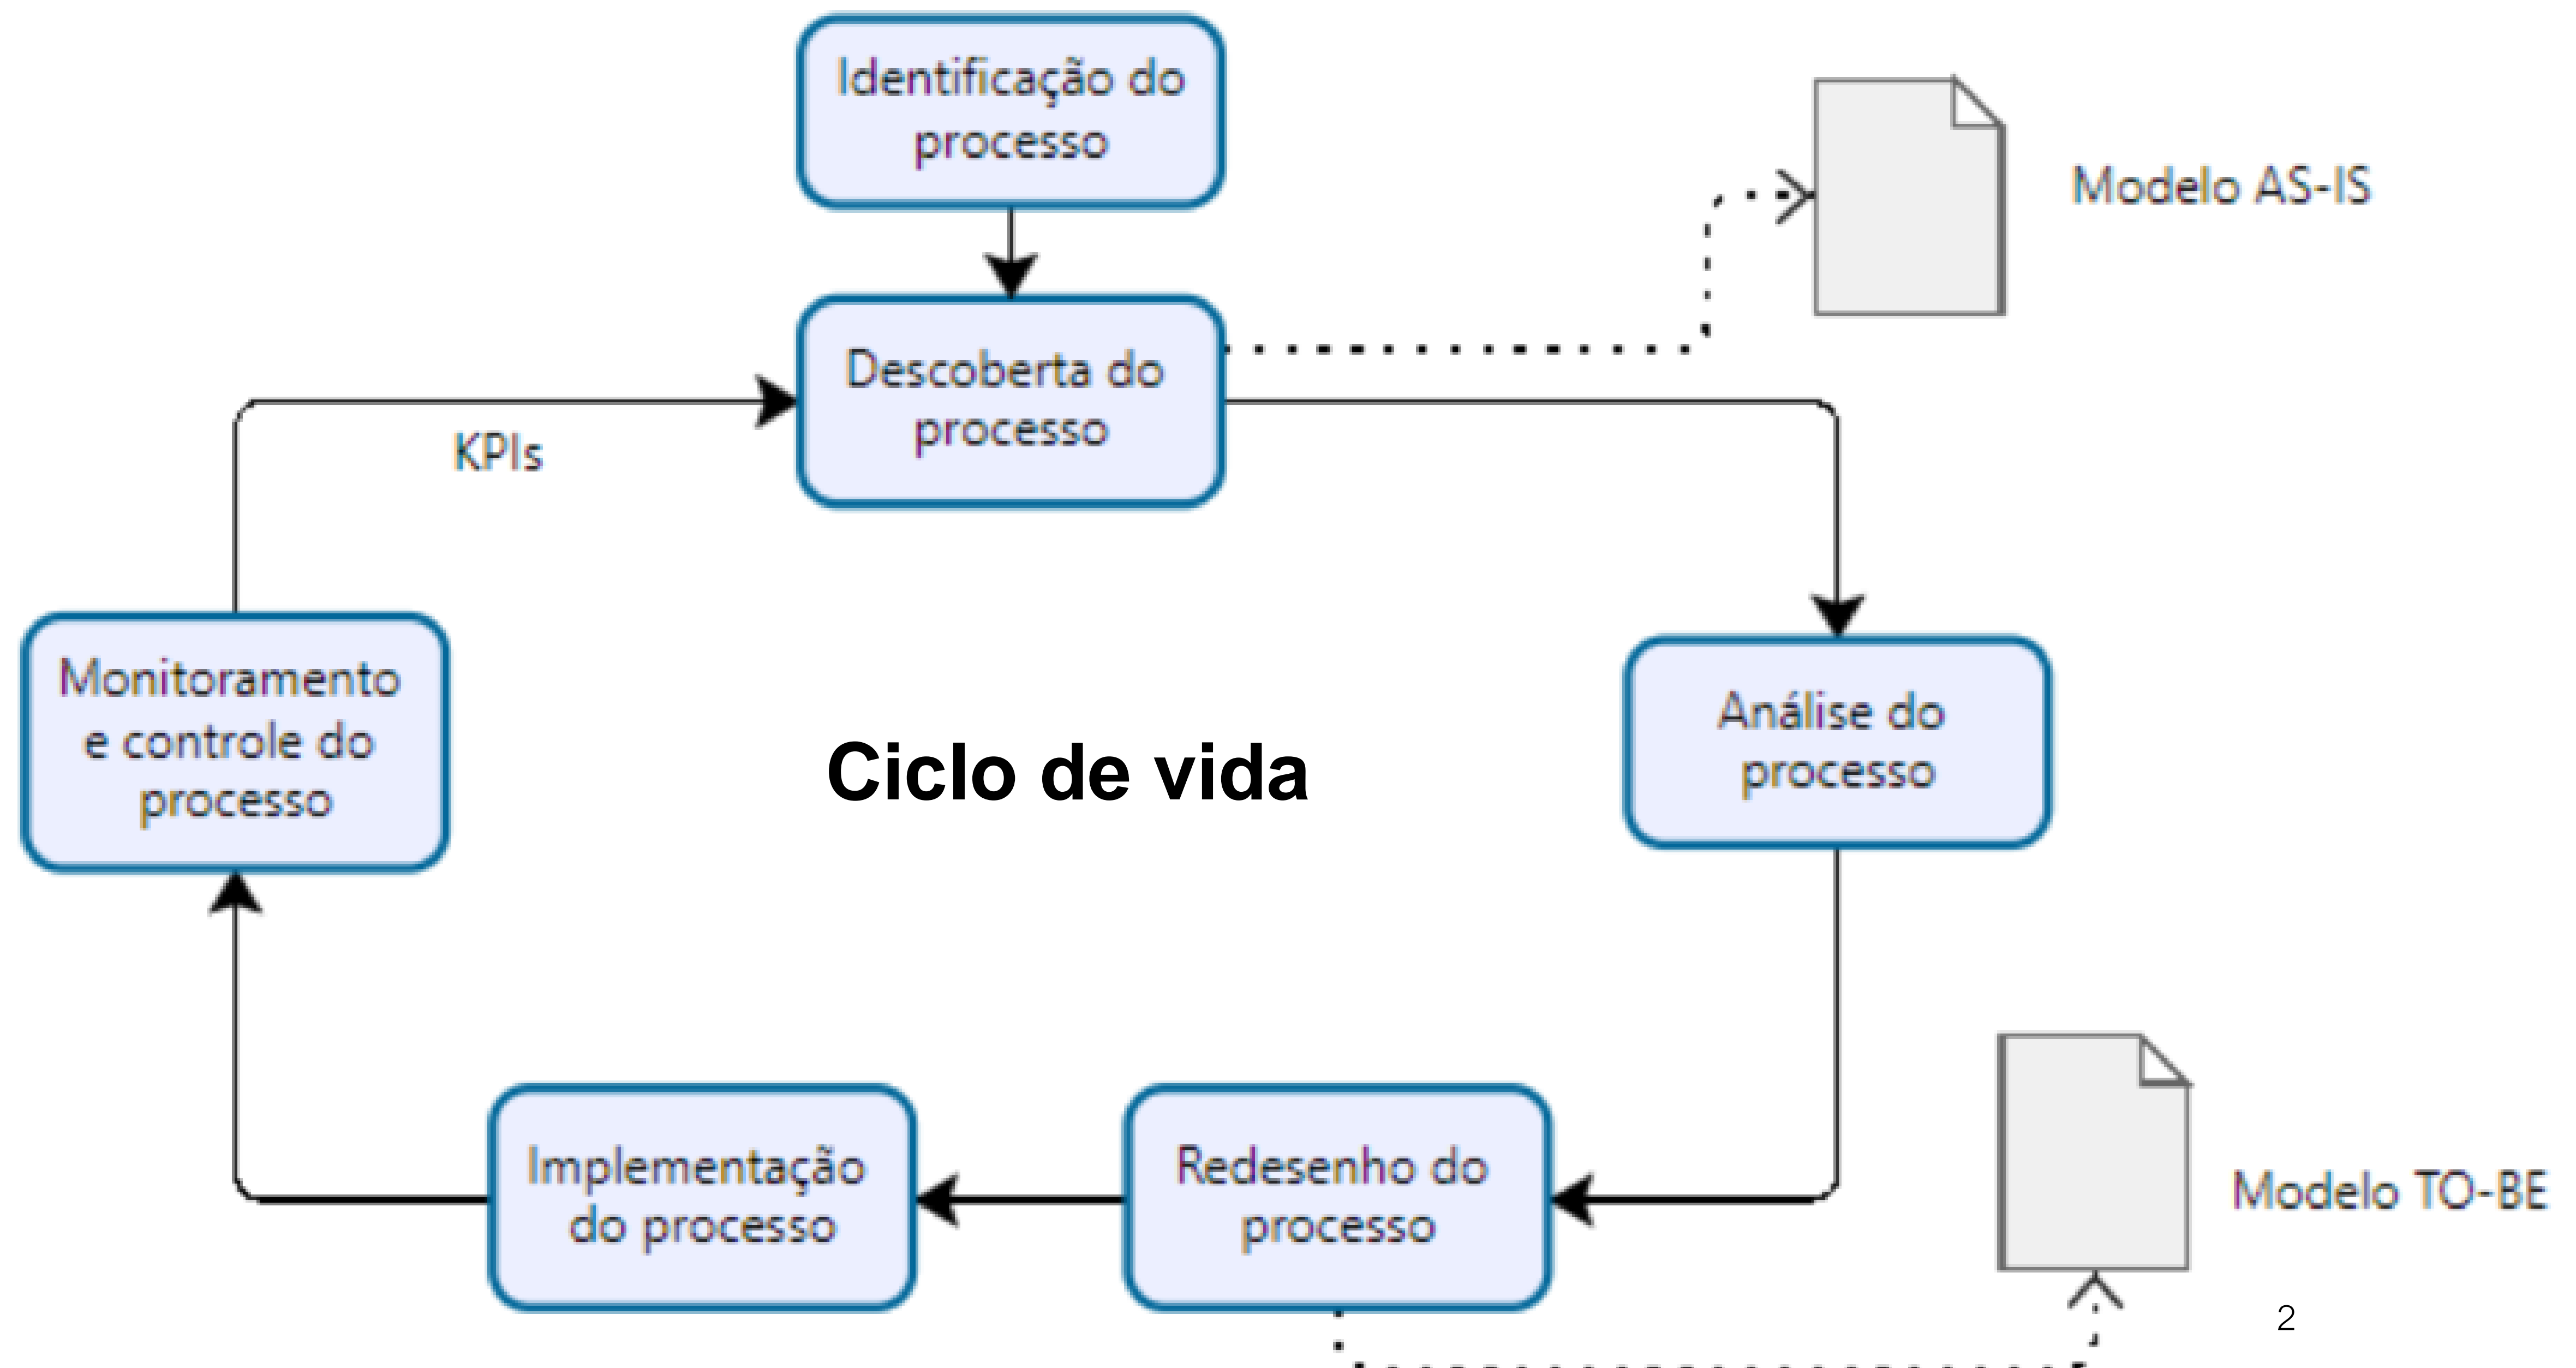 Identificação do
processo
Modelo AS-IS
Descoberta do
processo
KPIs
Monitoramento
e controle do
processo
Ciclo de vida
Análise do
processo
Implementação
do processo
Redesenho do
processo
Modelo TO-BE
2